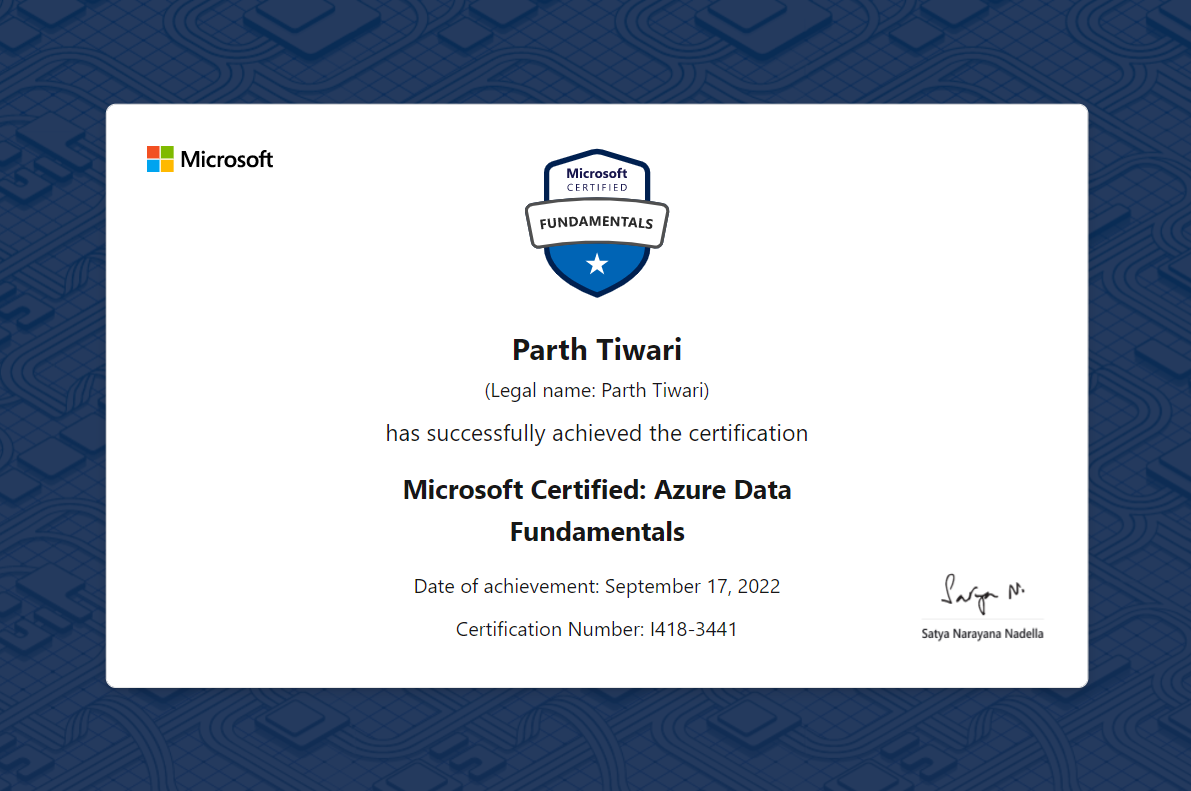 Microsoft
Microsoft
CERTIFIED
FUNDAMENTALS
Parth Tiwari
(Legal name: Parth Tiwari)
has successfully achieved the certification
Microsoft Certified: Azure Data
Fundamentals
Date of achievement: September 17, 2022
Certification Number: I418-3441
Satya N.
Satya Narayana Nadella